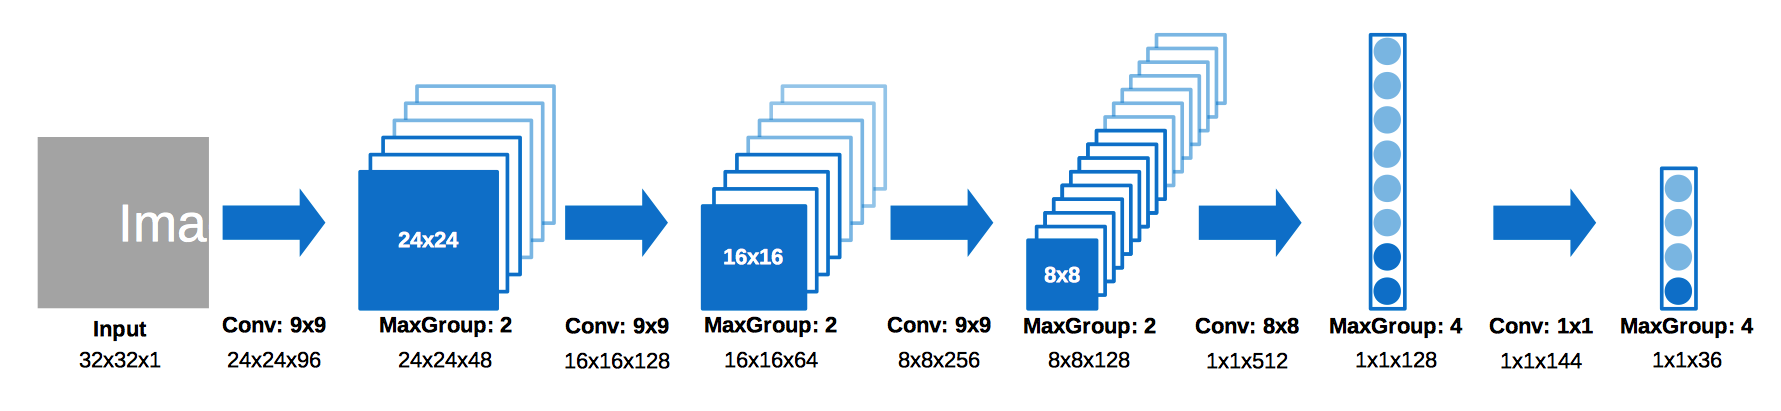 Ima
24x24
16x16
8x8
Input
32x32x1
Conv: 9x9
24x24x96
MaxGroup: 2
24x24x48
Conv: 9x9
16x16x128
MaxGroup: 2
16x16x64
Conv: 9x9
8x8x256
MaxGroup: 2
8x8x128
Conv: 8x8
1x1x512
MaxGroup: 4
1x1x128
Conv: 1x1
1x1x144
MaxGroup: 4
1x1x36